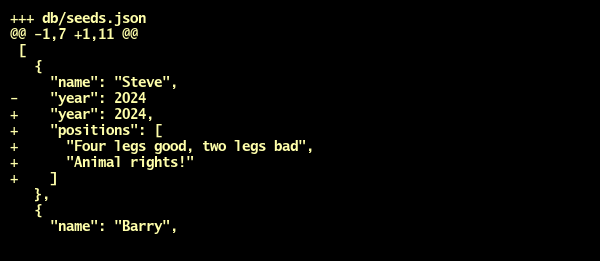 +++ db/seeds.json
@@ -1,7 +1,11 @@
 [
   {
     "name": "Steve",
-    "year": 2024
+    "year": 2024,
+    "positions": [
+      "Four legs good, two legs bad",
+      "Animal rights!"
+    ]
   },
   {
     "name": "Barry",